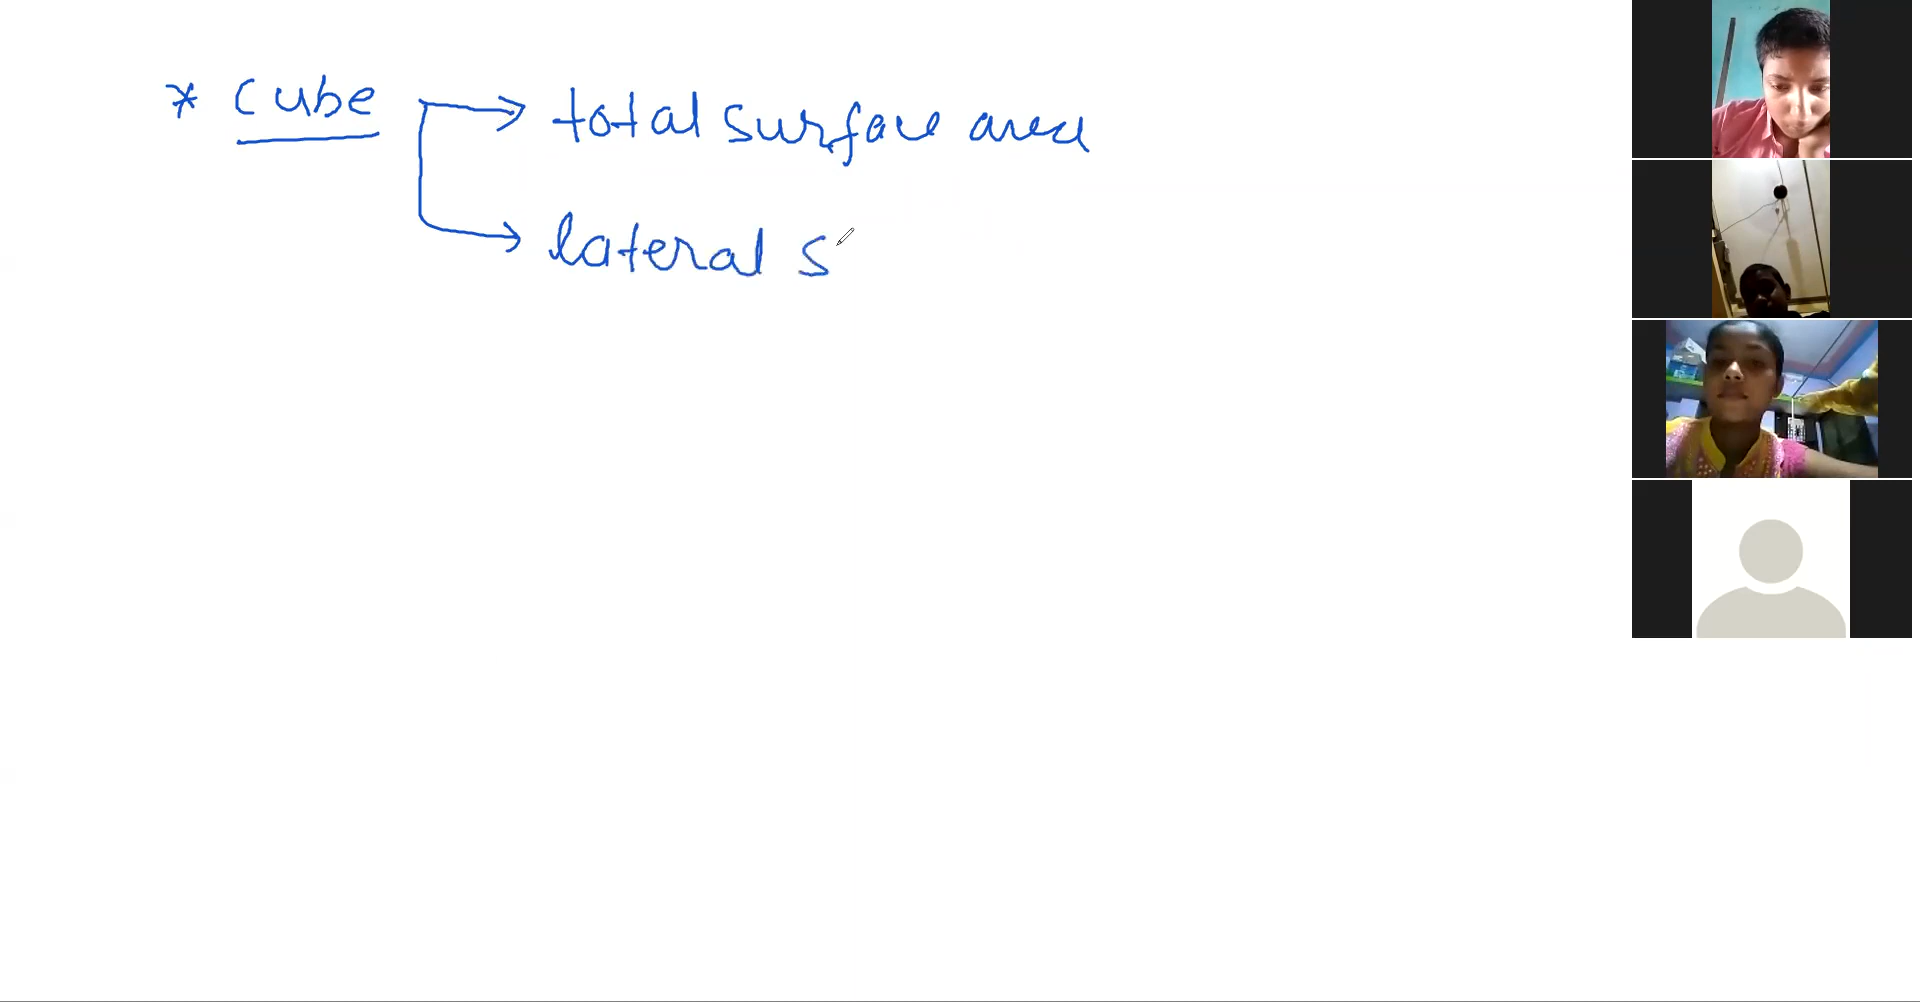 * Cube → total surface area
→ lateral s